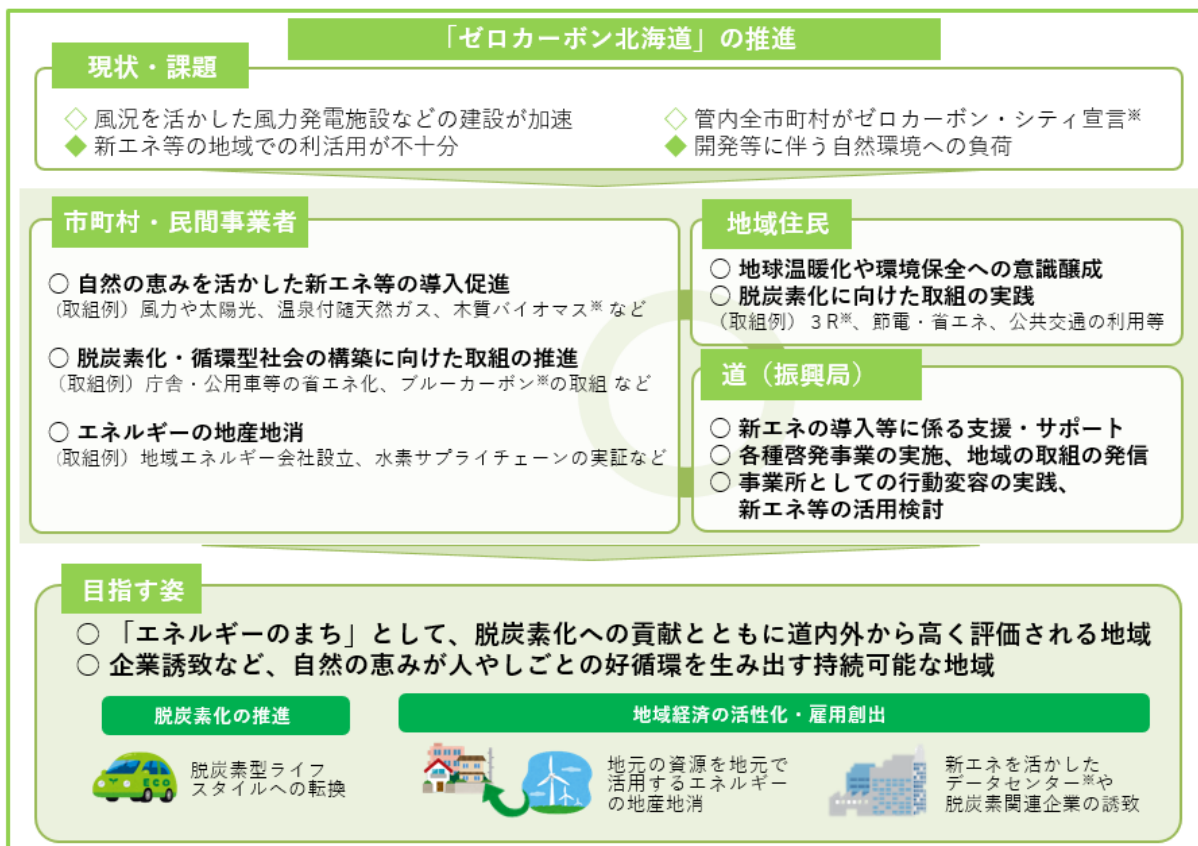 「ゼロカーボン北海道」の推進
現状・課題
◇ 風況を活かした風力発電施設などの建設が加速
◆ 新エネ等の地域での利活用が不十分
◇ 管内全市町村がゼロカーボン・シティ宣言※
◆ 開発等に伴う自然環境への負荷
市町村・民間事業者
○ 自然の恵みを活かした新エネ等の導入促進
(取組例) 風力や太陽光、温泉付随天然ガス、木質バイオマス※ など
○ 脱炭素化・循環型社会の構築に向けた取組の推進
(取組例) 庁舎・公用車等の省エネ化、ブルーカーボン※の取組 など
○ エネルギーの地産地消
(取組例) 地域エネルギー会社設立、水素サプライチェーンの実証など
地域住民
○ 地球温暖化や環境保全への意識醸成
○ 脱炭素化に向けた取組の実践
(取組例) 3R※、節電・省エネ、公共交通の利用等
道（振興局）
○ 新エネの導入等に係る支援・サポート
○ 各種啓発事業の実施、地域の取組の発信
○ 事業所としての行動変容の実践、
新エネ等の活用検討
目指す姿
○ 「エネルギーのまち」として、脱炭素化への貢献とともに道内外から高く評価される地域
○ 企業誘致など、自然の恵みが人やしごとの好循環を生み出す持続可能な地域
脱炭素化の推進
ECO
脱炭素型ライフ
スタイルへの転換
地域経済の活性化・雇用創出
地元の資源を地元で
活用するエネルギー
の地産地消
新エネを活かした
データセンター※や
脱炭素関連企業の誘致